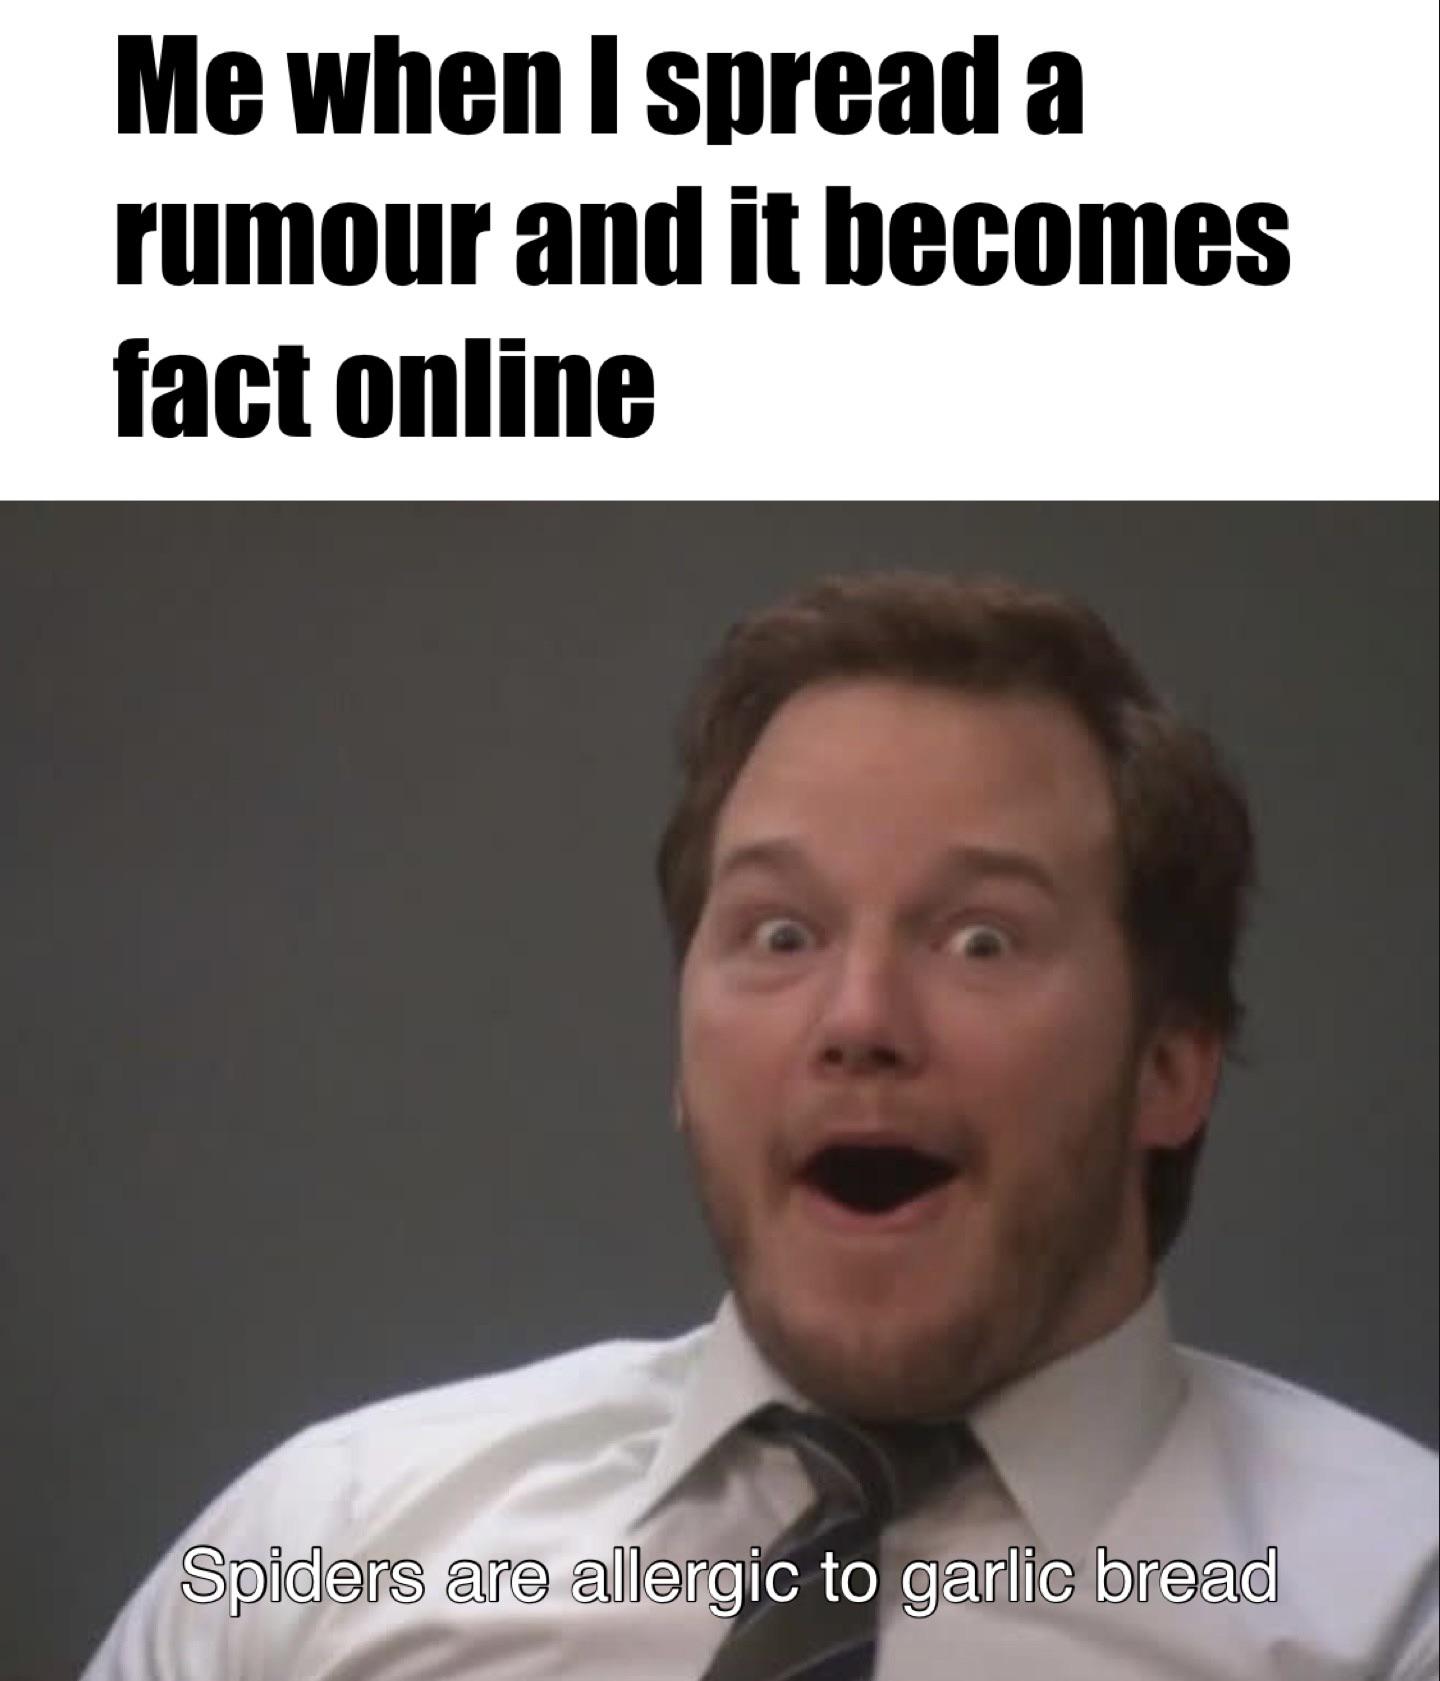 Me when I spread a
rumour and it becomes
fact online
Spiders are allergic to garlic bread